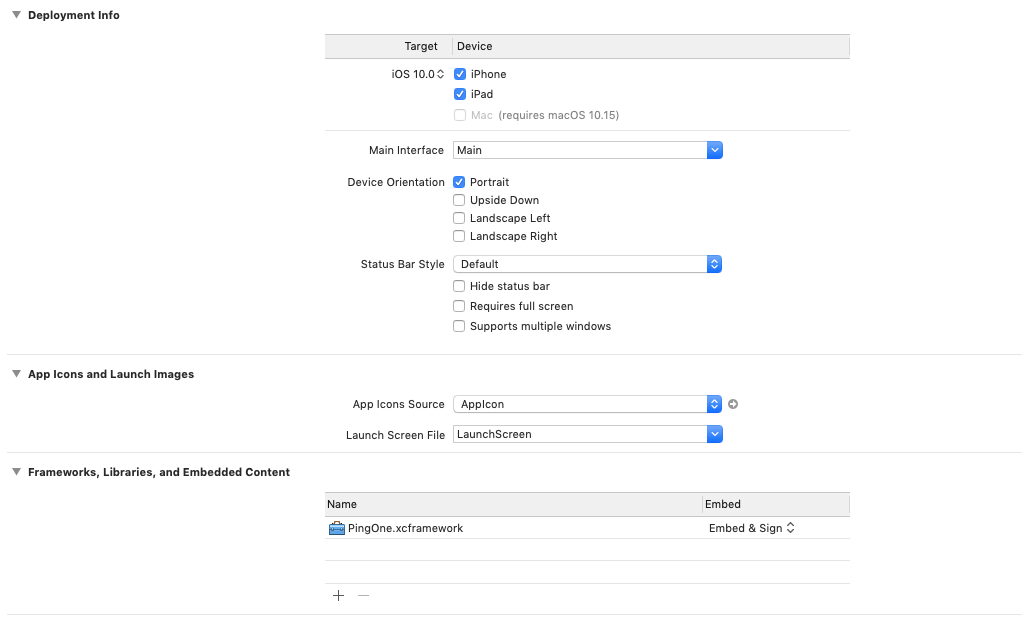 Deployment Info
Target Device
iOS 10.0 iPhone
iPad
Mac (requires macOS 10.15)
Main Interface Main
Device Orientation Portrait
Upside Down
Landscape Left
Landscape Right
Status Bar Style Default
Hide status bar
Requires full screen
Supports multiple windows
App Icons and Launch Images
App Icons Source AppIcon
Launch Screen File LaunchScreen
Frameworks, Libraries, and Embedded Content
Name Embed
PingOne.xcframework Embed & Sign